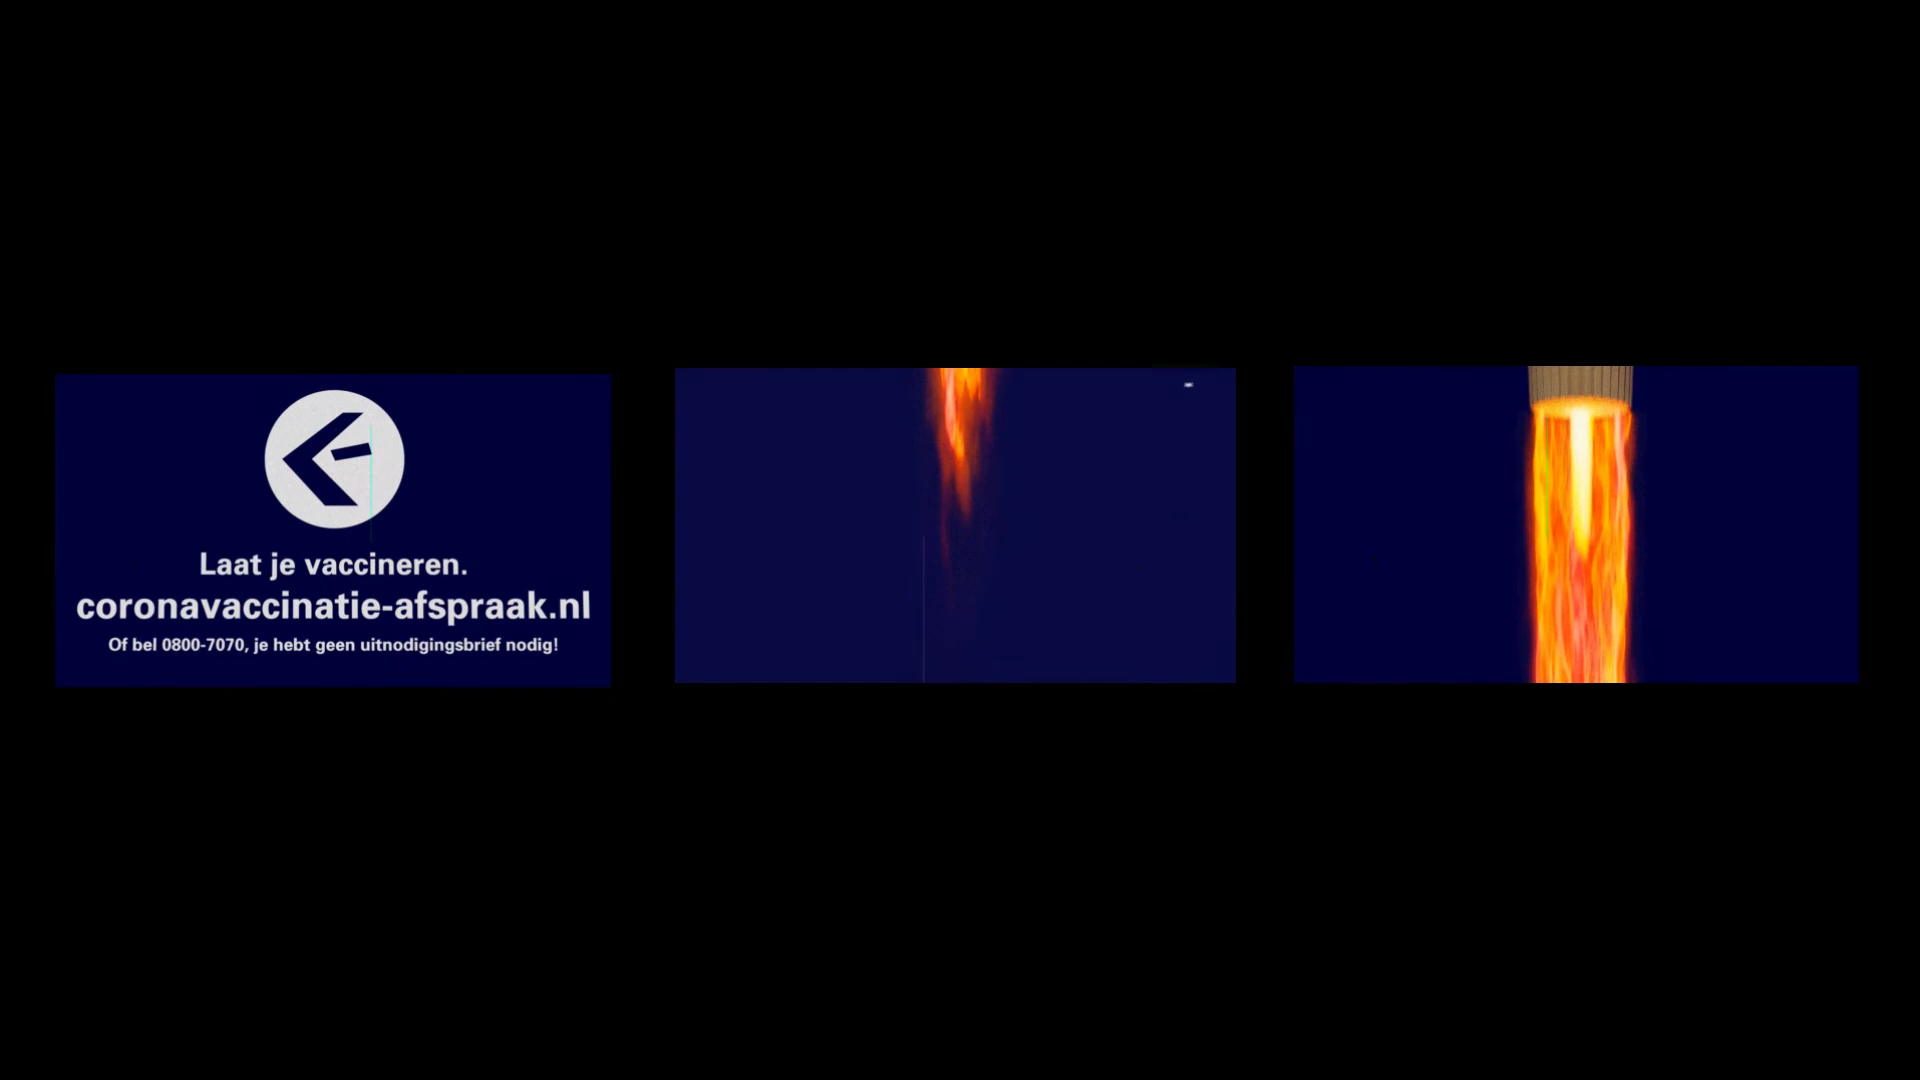 Laat je vaccineren.
coronavaccinatie-afspraak.nl
Of bel 0800-7070, je hebt geen uitnodigingsbrief nodig!